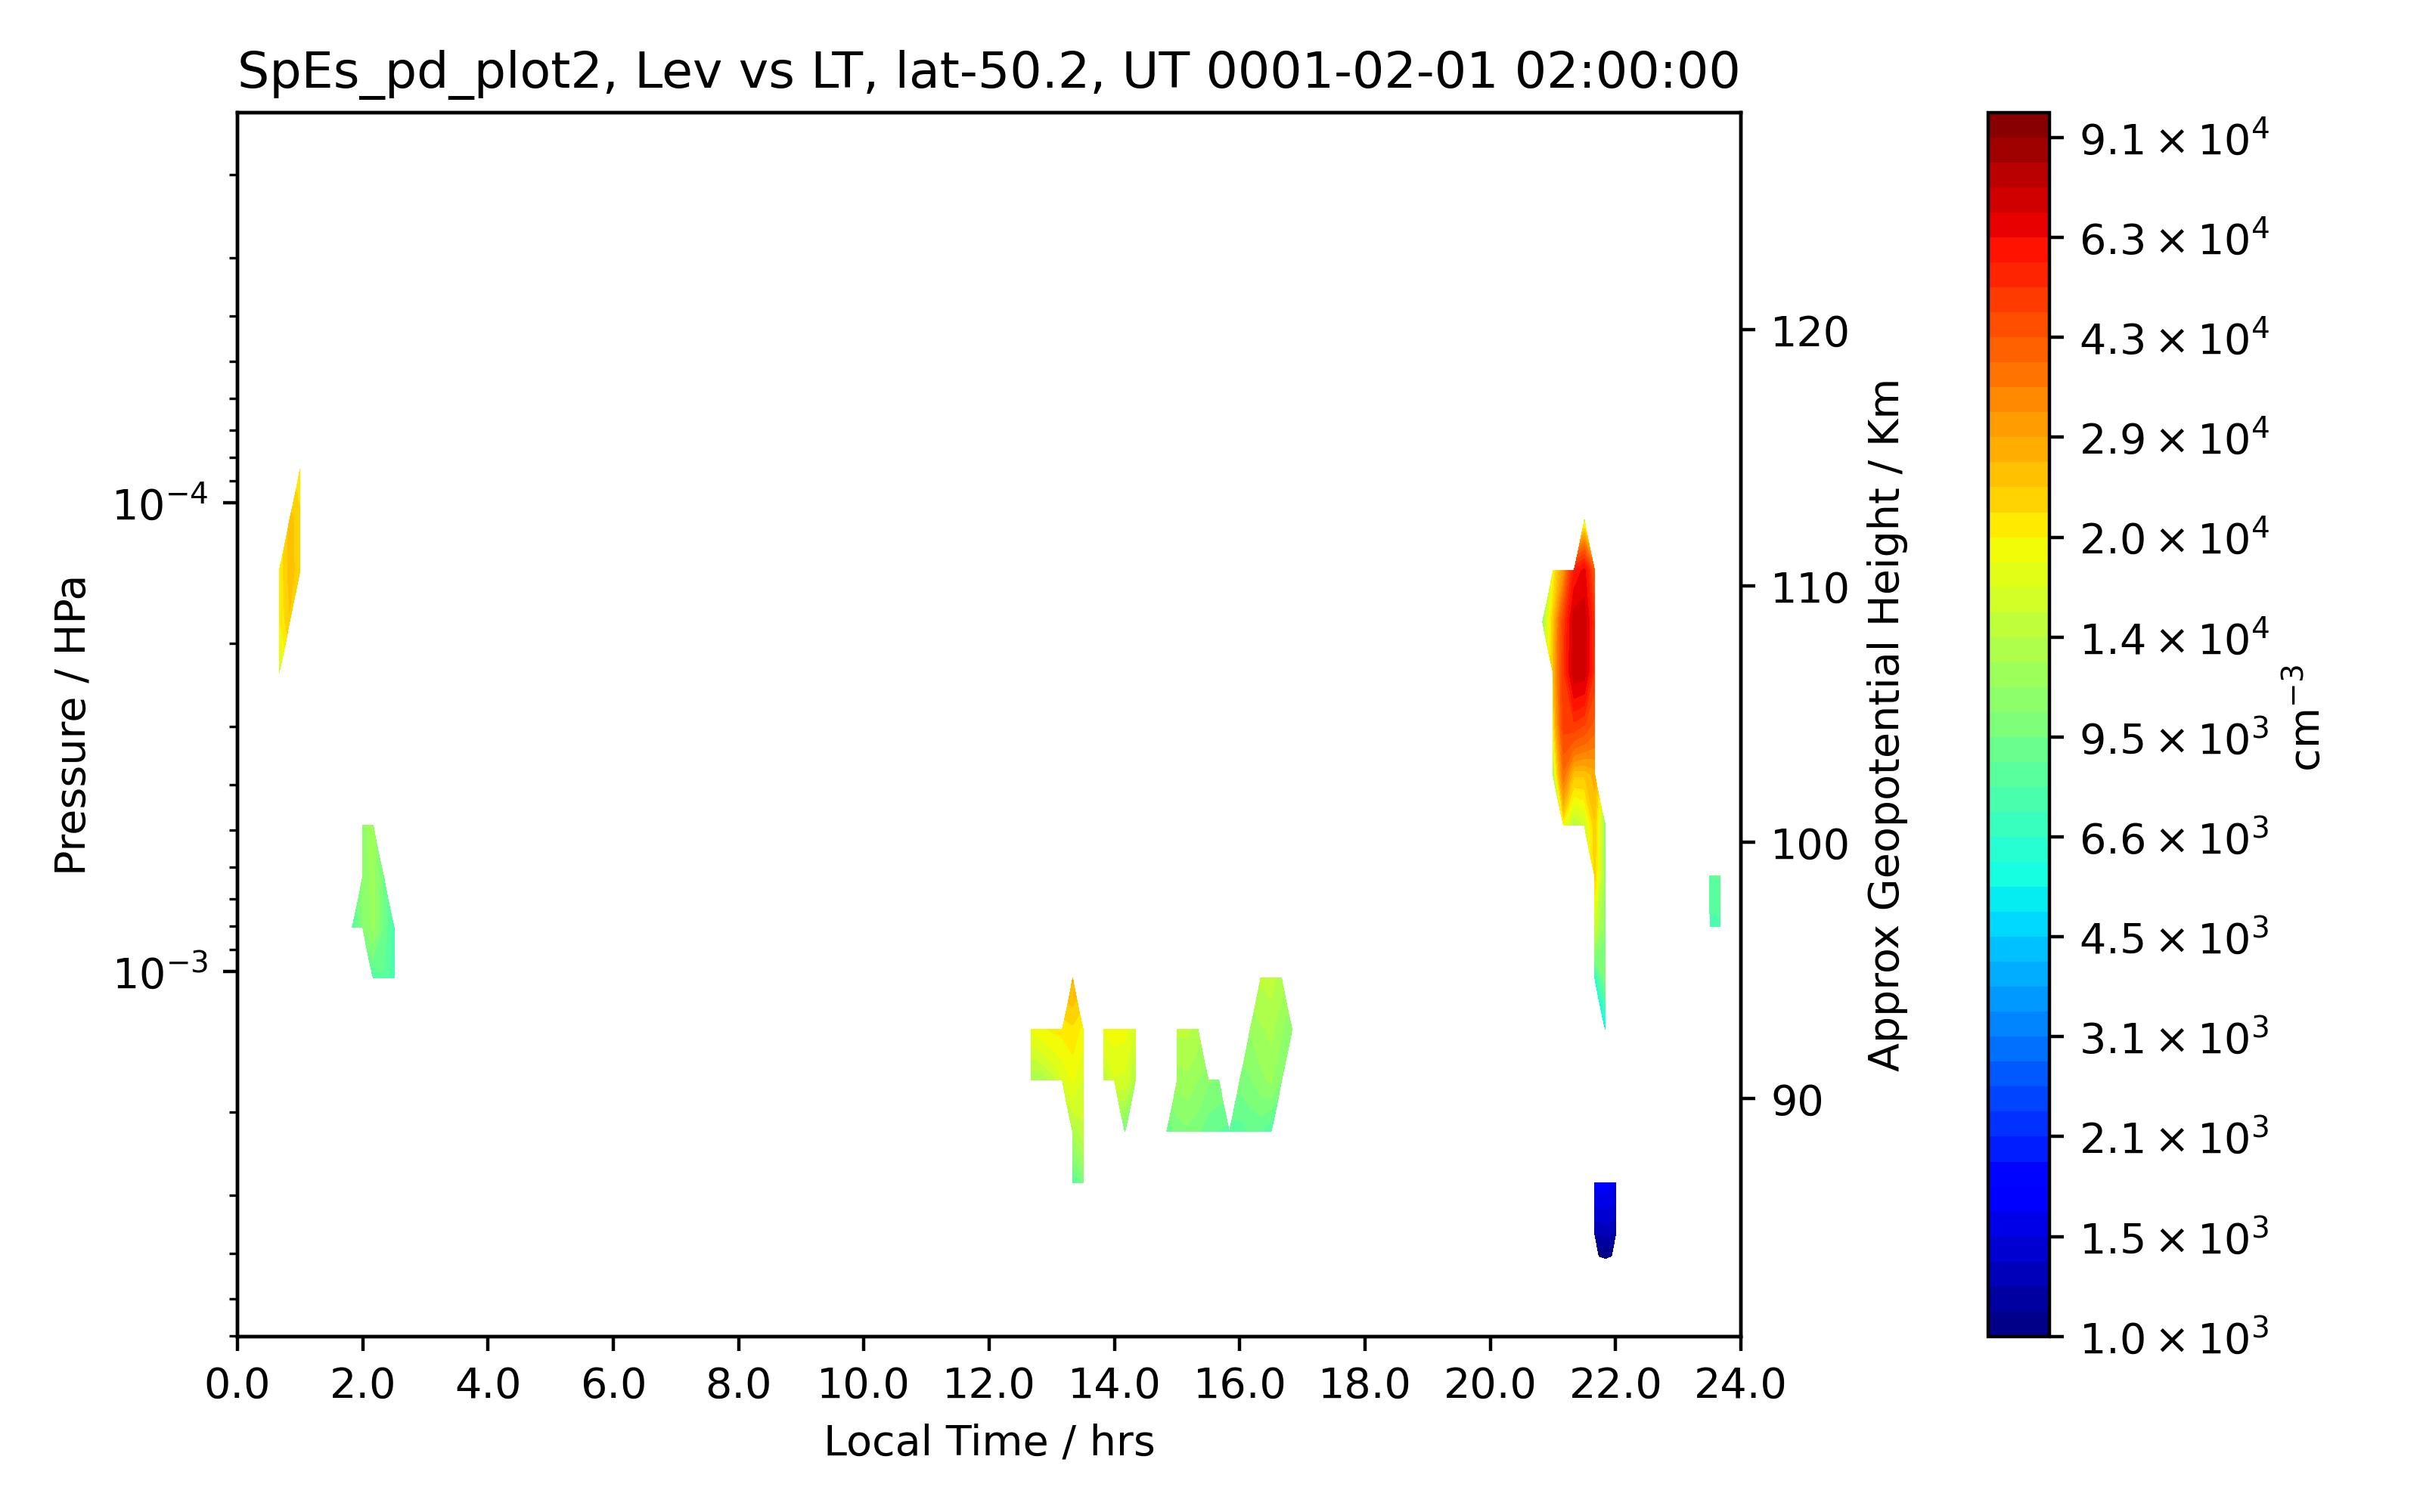 SpEs_pd_plot2, Lev vs LT, lat-50.2, UT 0001-02-01 02:00:00
Pressure / HPa
10⁻⁴
10⁻³
0.0 2.0 4.0 6.0 8.0 10.0 12.0 14.0 16.0 18.0 20.0 22.0 24.0
Local Time / hrs
120
110
100
90
Approx Geopotential Height / Km
9.1 × 10⁴
6.3 × 10⁴
4.3 × 10⁴
2.9 × 10⁴
2.0 × 10⁴
1.4 × 10⁴
9.5 × 10³
6.6 × 10³
4.5 × 10³
3.1 × 10³
2.1 × 10³
1.5 × 10³
1.0 × 10³
cm⁻³